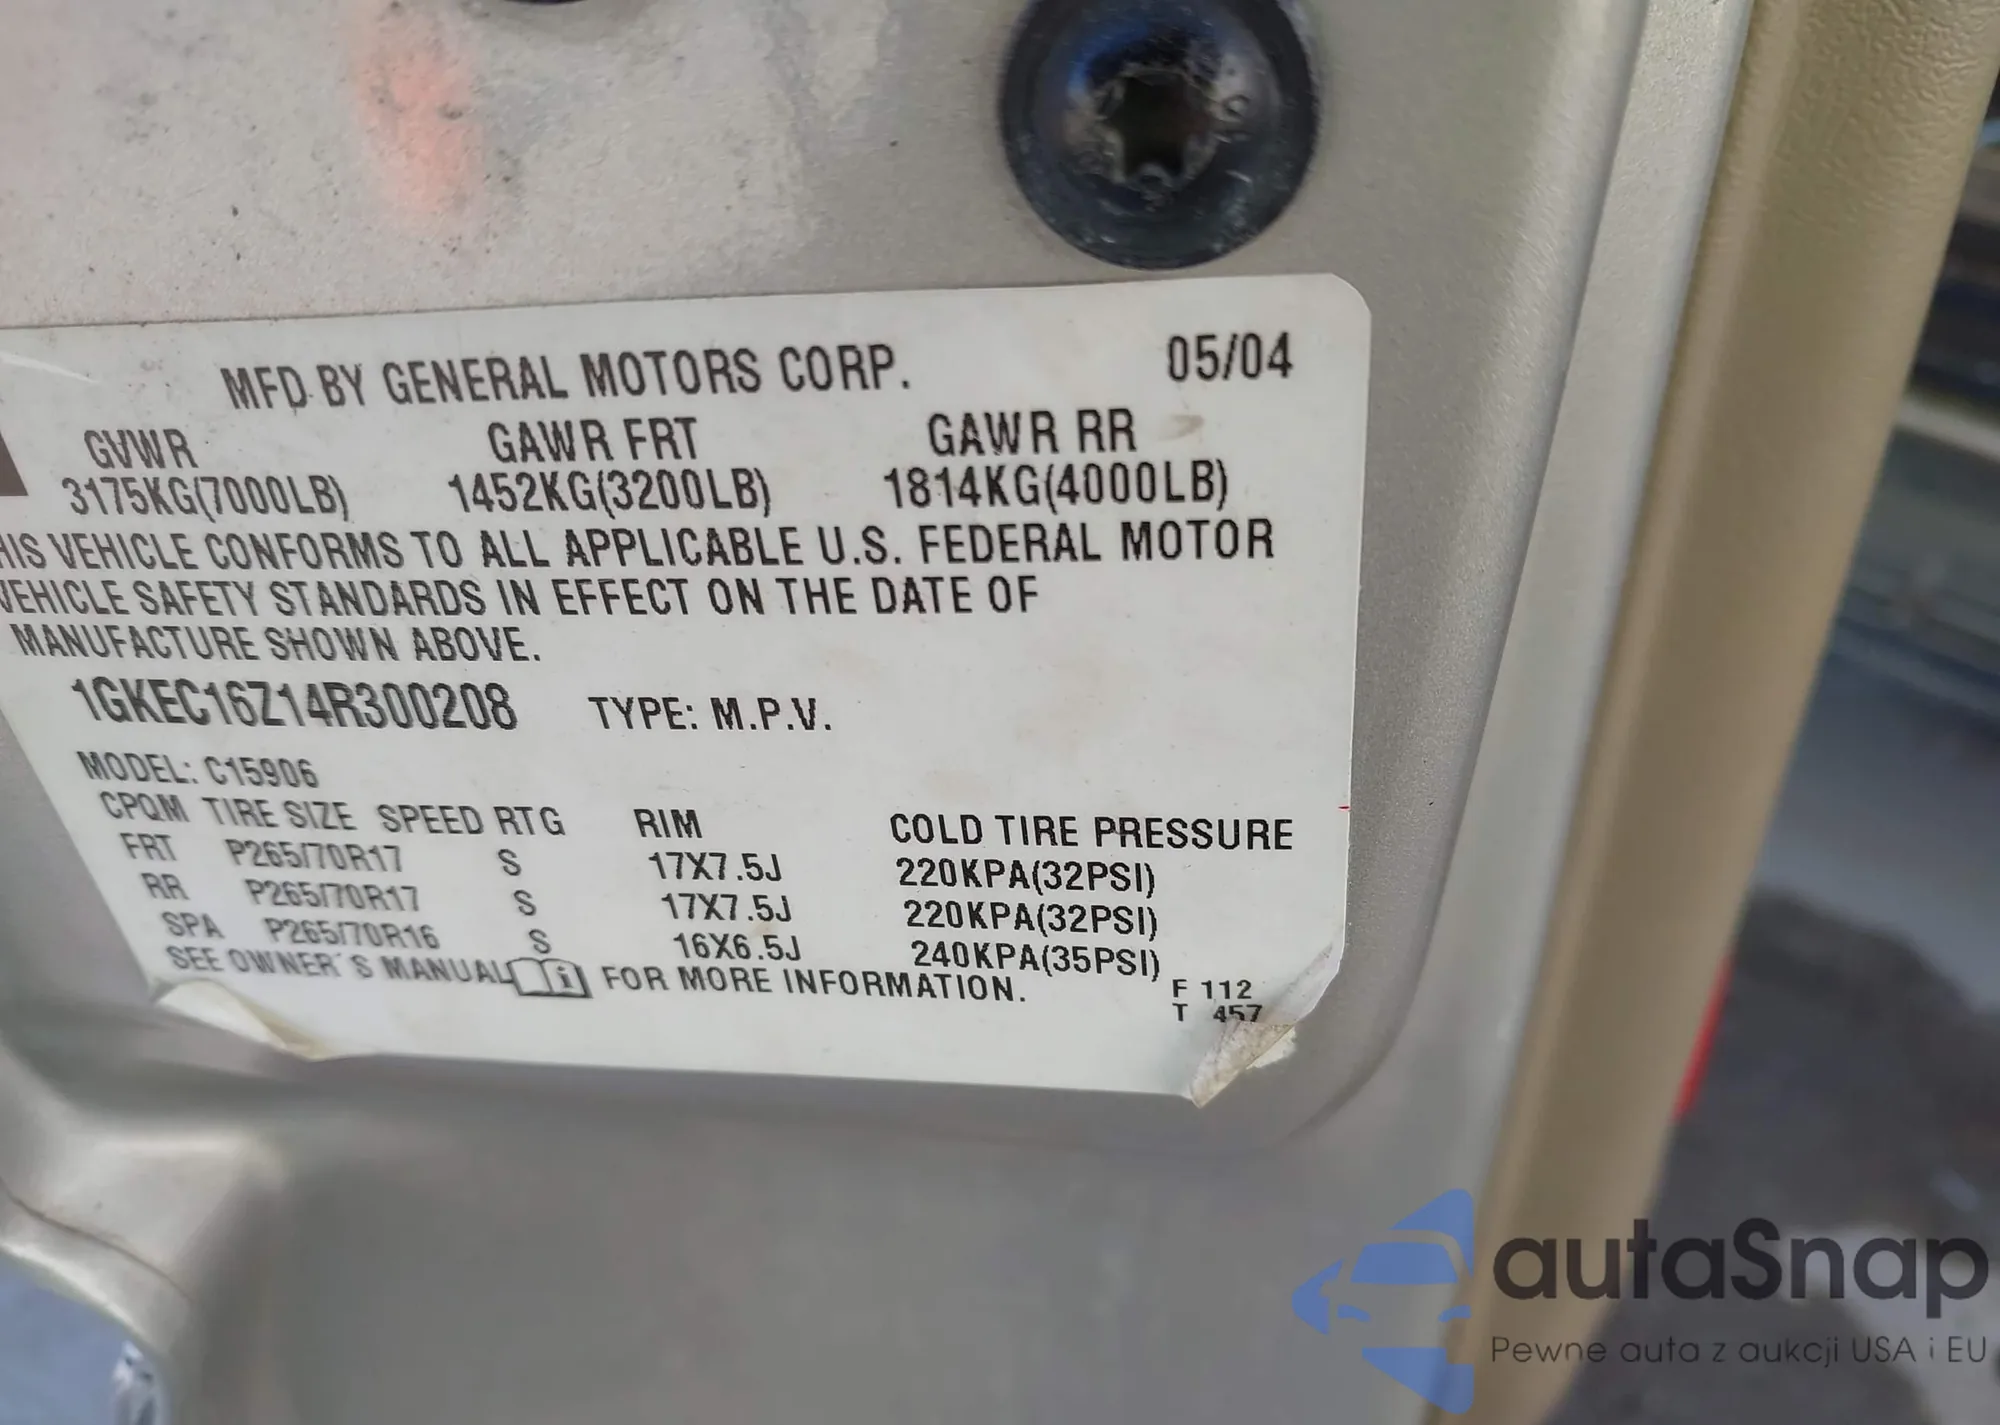 MFD BY GENERAL MOTORS CORP. 05/04
GVWR GAWR FRT GAWR RR
3175KG(7000LB) 1452KG(3200LB) 1814KG(4000LB)
HIS VEHICLE CONFORMS TO ALL APPLICABLE U.S. FEDERAL MOTOR
VEHICLE SAFETY STANDARDS IN EFFECT ON THE DATE OF
MANUFACTURE SHOWN ABOVE.
1GKEC16Z14R300208 TYPE: M.P.V.
MODEL: C15906
CPQM TIRE SIZE SPEED RTG RIM COLD TIRE PRESSURE
FRT P265/70R17 S 17X7.5J 220KPA(32PSI)
RR P265/70R17 S 17X7.5J 220KPA(32PSI)
SPA P265/70R16 S 16X6.5J 240KPA(35PSI)
SEE OWNER'S MANUAL i FOR MORE INFORMATION.
F 112
T 457
autaSnap
Pewne auta z aukcji USA i EU